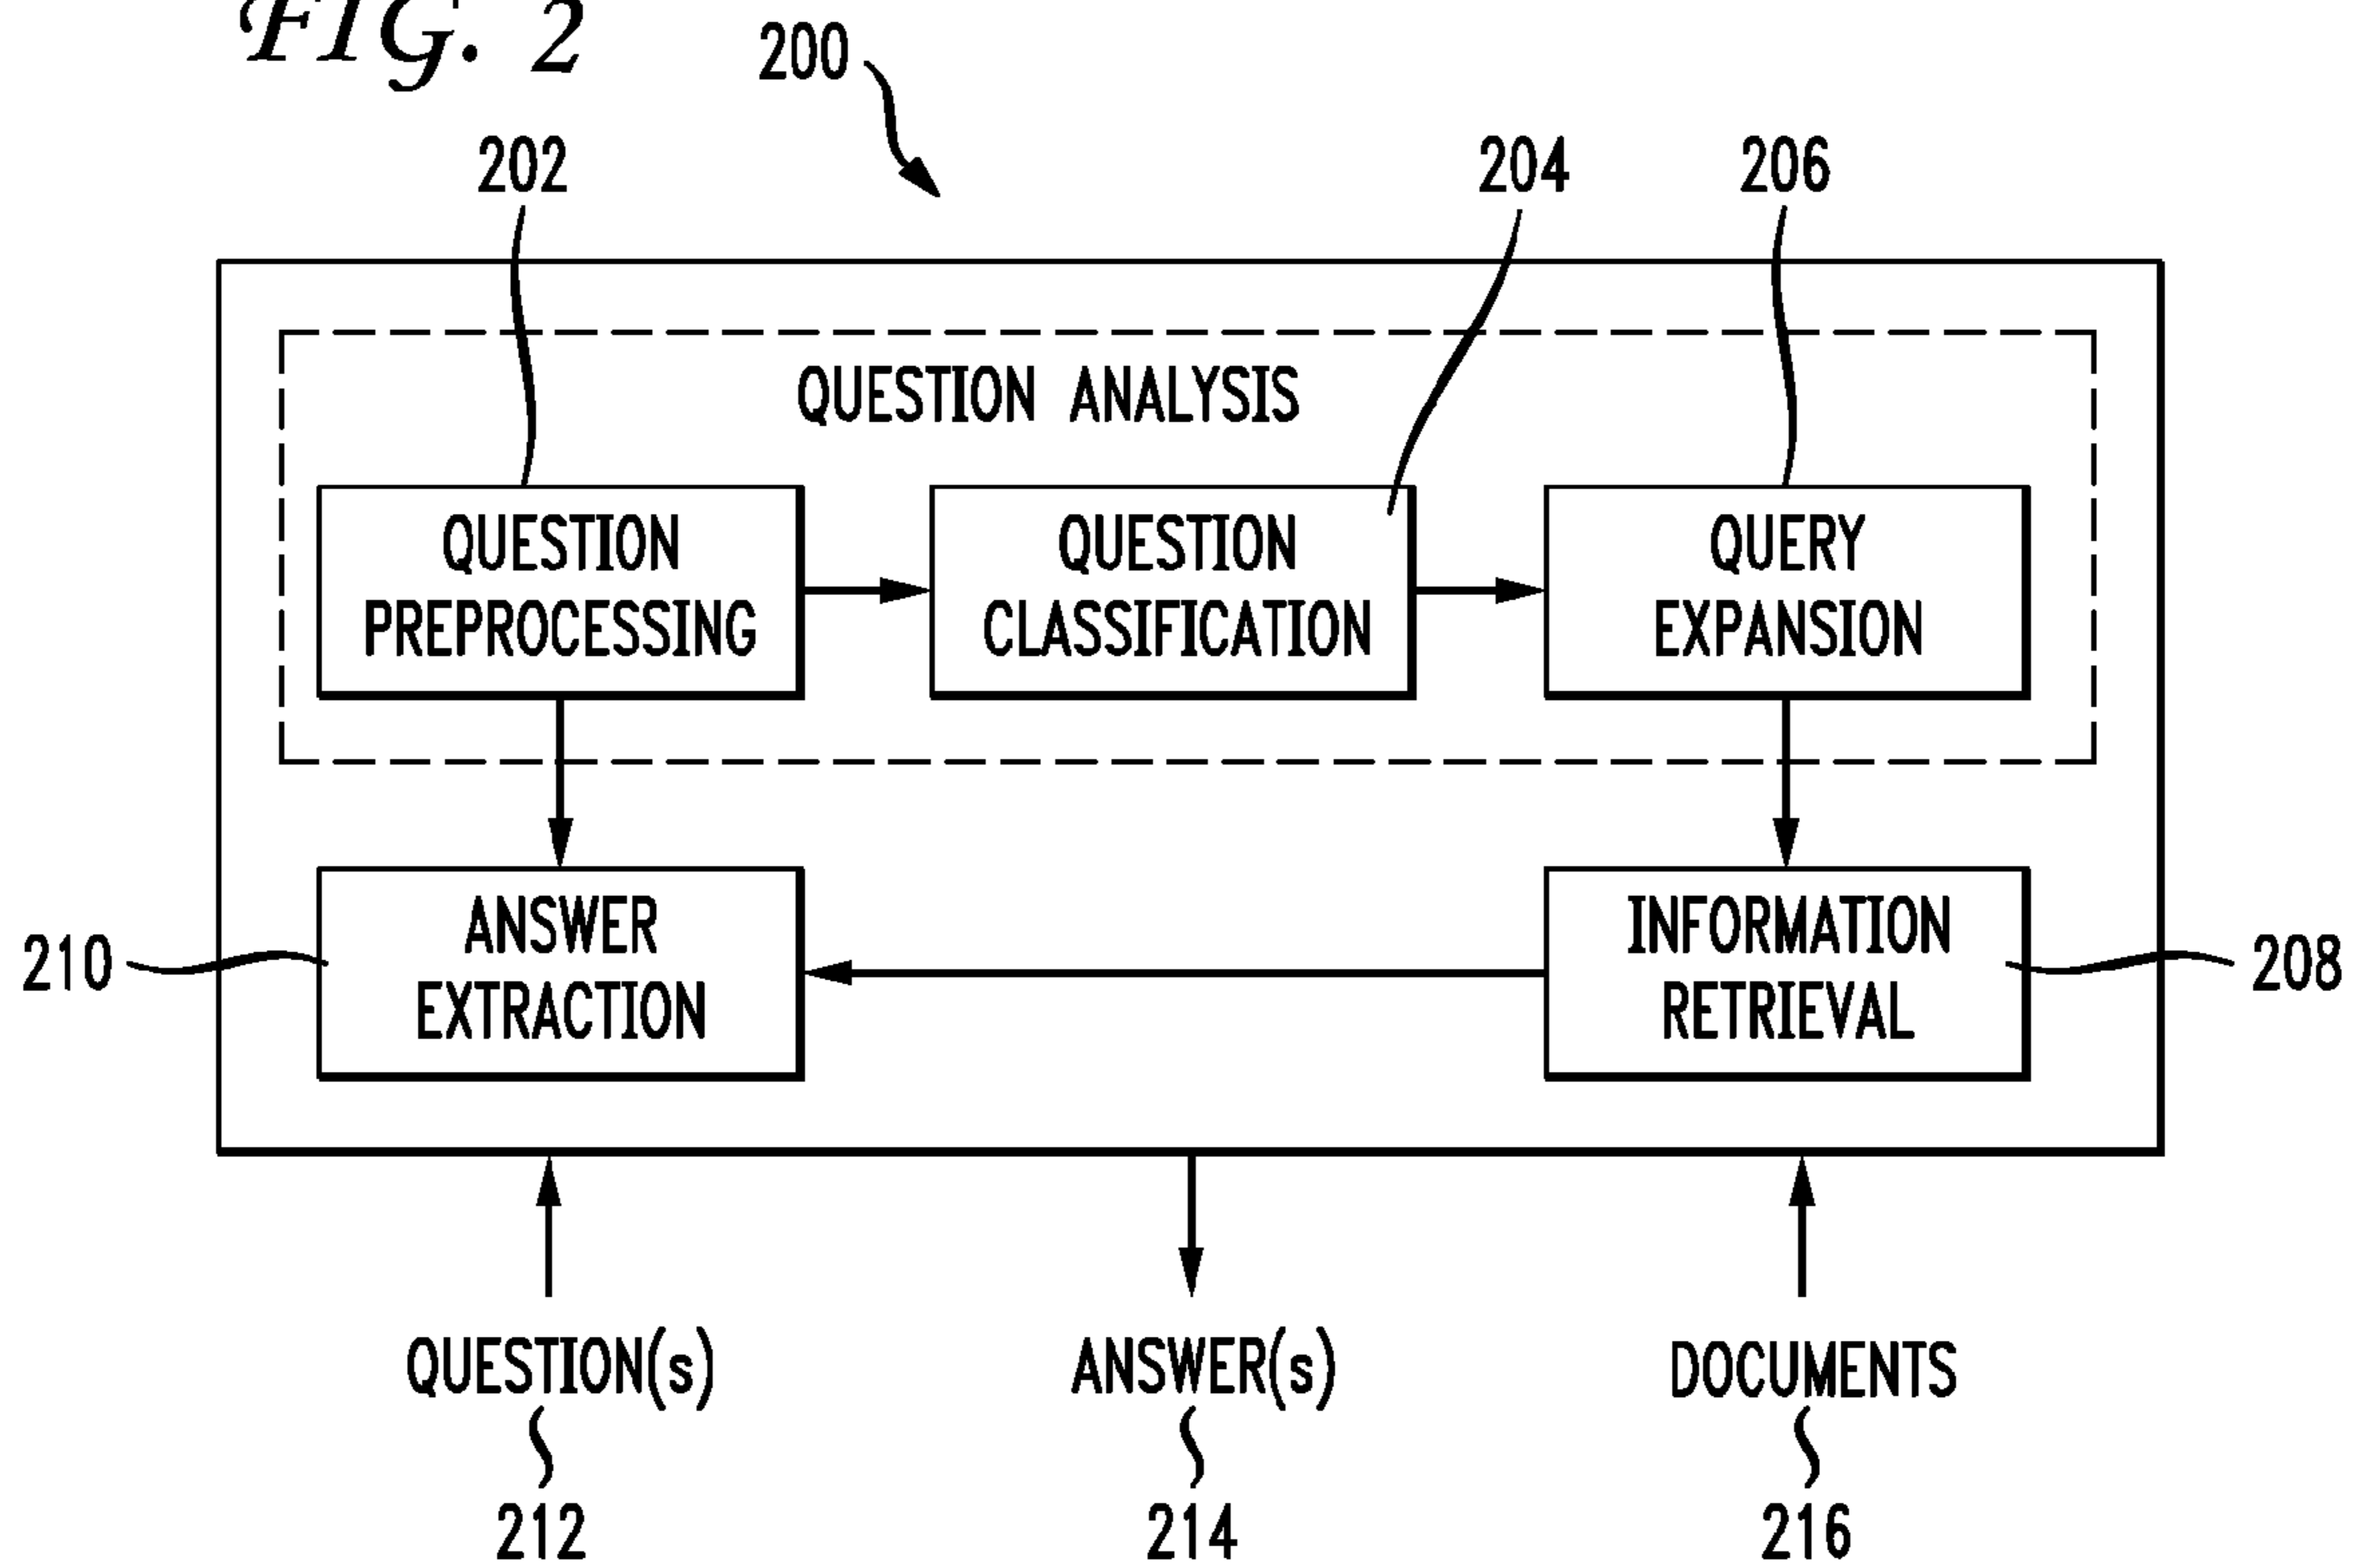 FIG. 2
200
202
204
206
QUESTION ANALYSIS
QUESTION
PREPROCESSING
QUESTION
CLASSIFICATION
QUERY
EXPANSION
ANSWER
EXTRACTION
INFORMATION
RETRIEVAL
210
208
QUESTION(s)
ANSWER(s)
DOCUMENTS
212
214
216